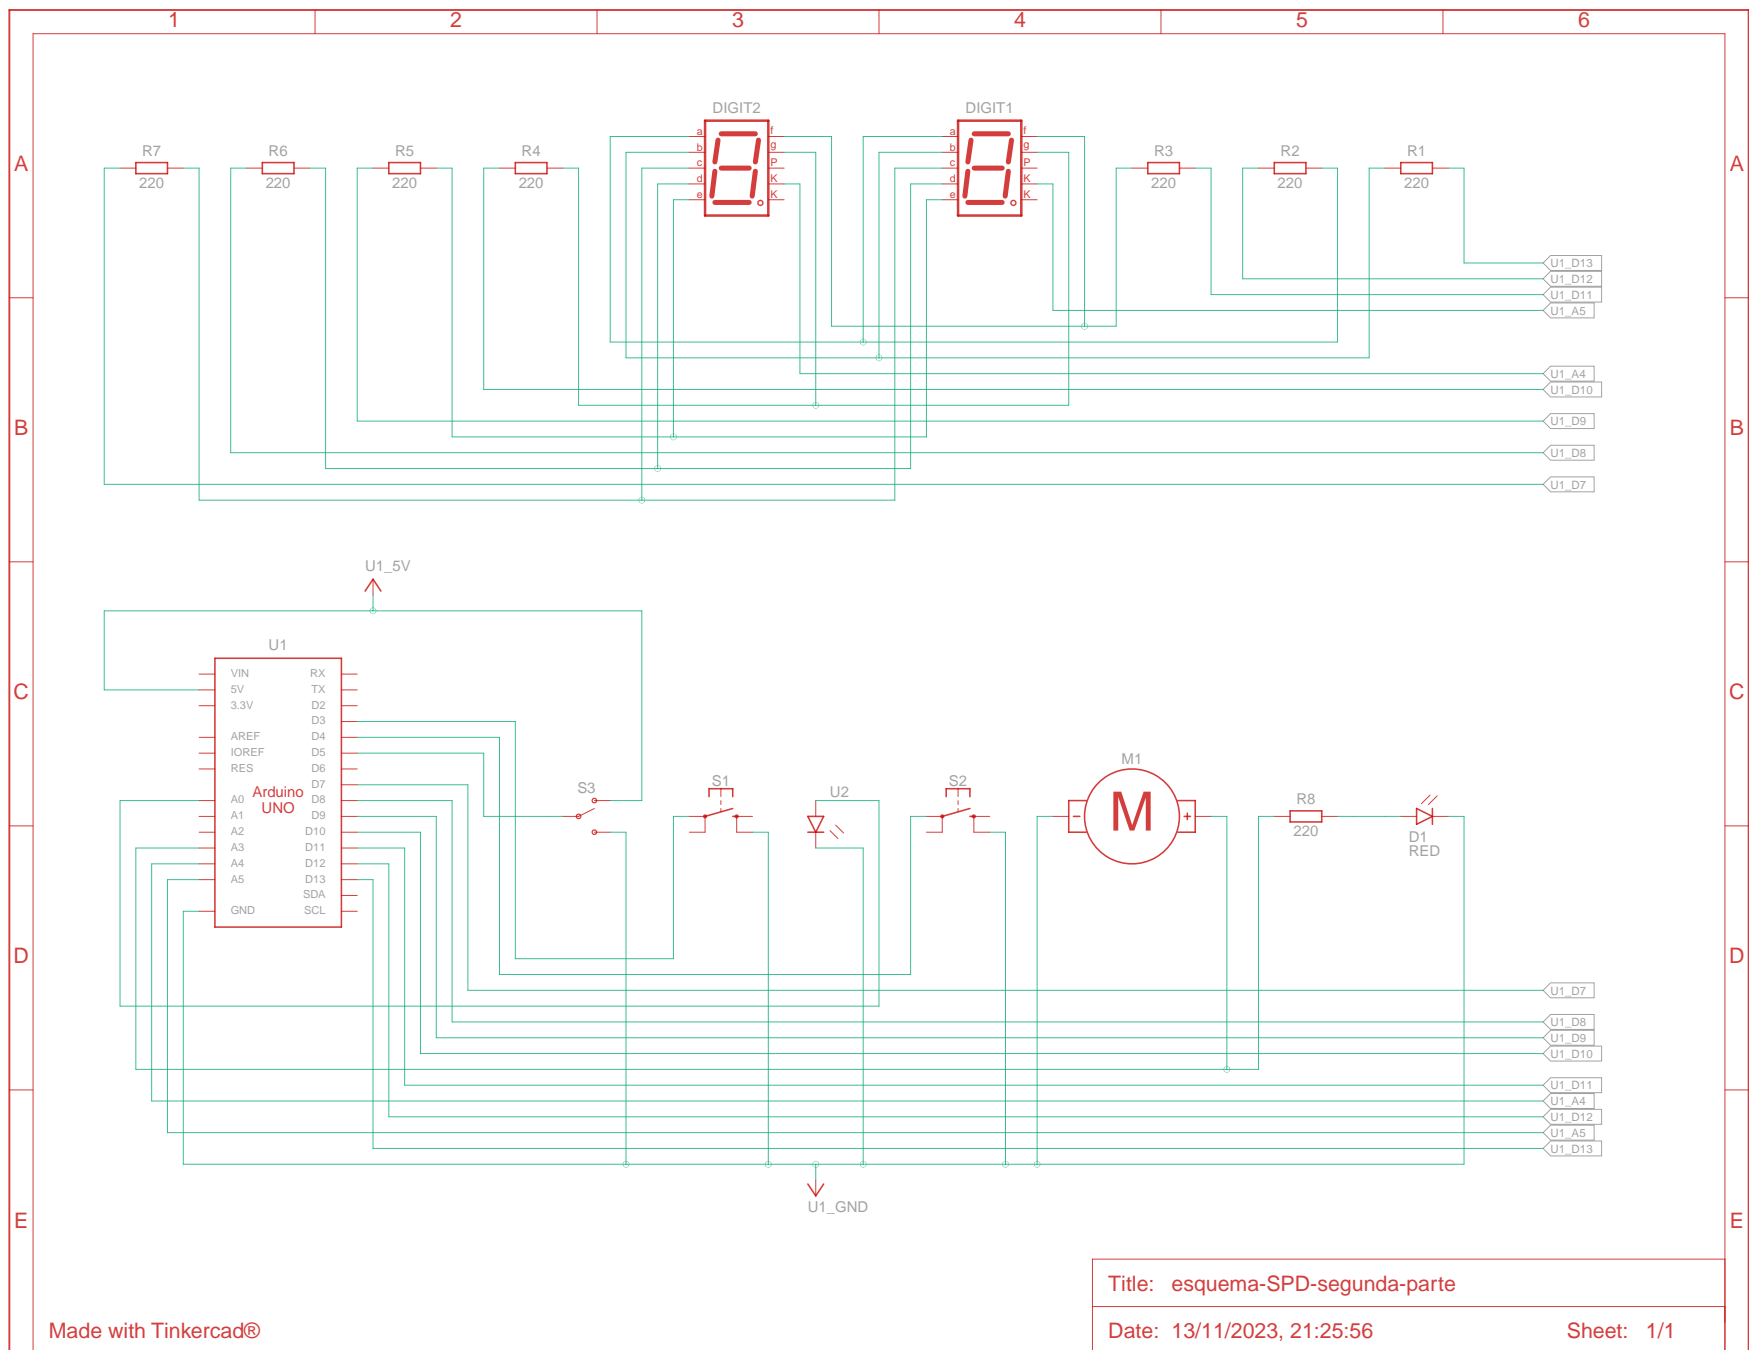 1 2 3 4 5 6
DIGIT2 DIGIT1
A A
R7 R6 R5 R4 R3 R2 R1
220 220 220 220 220 220 220
a f a f
b g b g
c P c P
d K d K
e K e K
U1_D13
U1_D12
U1_D11
U1_A5
U1_A4
U1_D10
B B
U1_D9
U1_D8
U1_D7
U1_5V
U1
C C
VIN RX
5V TX
3.3V D2
D3
AREF D4
IOREF D5
RES D6
D7
Arduino
UNO
A0 D8
A1 D9
A2 D10
A3 D11
A4 D12
A5 D13
SDA
GND SCL
S3 S1 U2 S2 M1 R8
M
- +
220 D1
RED
D D
U1_D7
U1_D8
U1_D9
U1_D10
U1_D11
U1_A4
U1_D12
U1_A5
U1_D13
U1_GND
E E
Title: esquema-SPD-segunda-parte
Made with Tinkercad® Date: 13/11/2023, 21:25:56 Sheet: 1/1